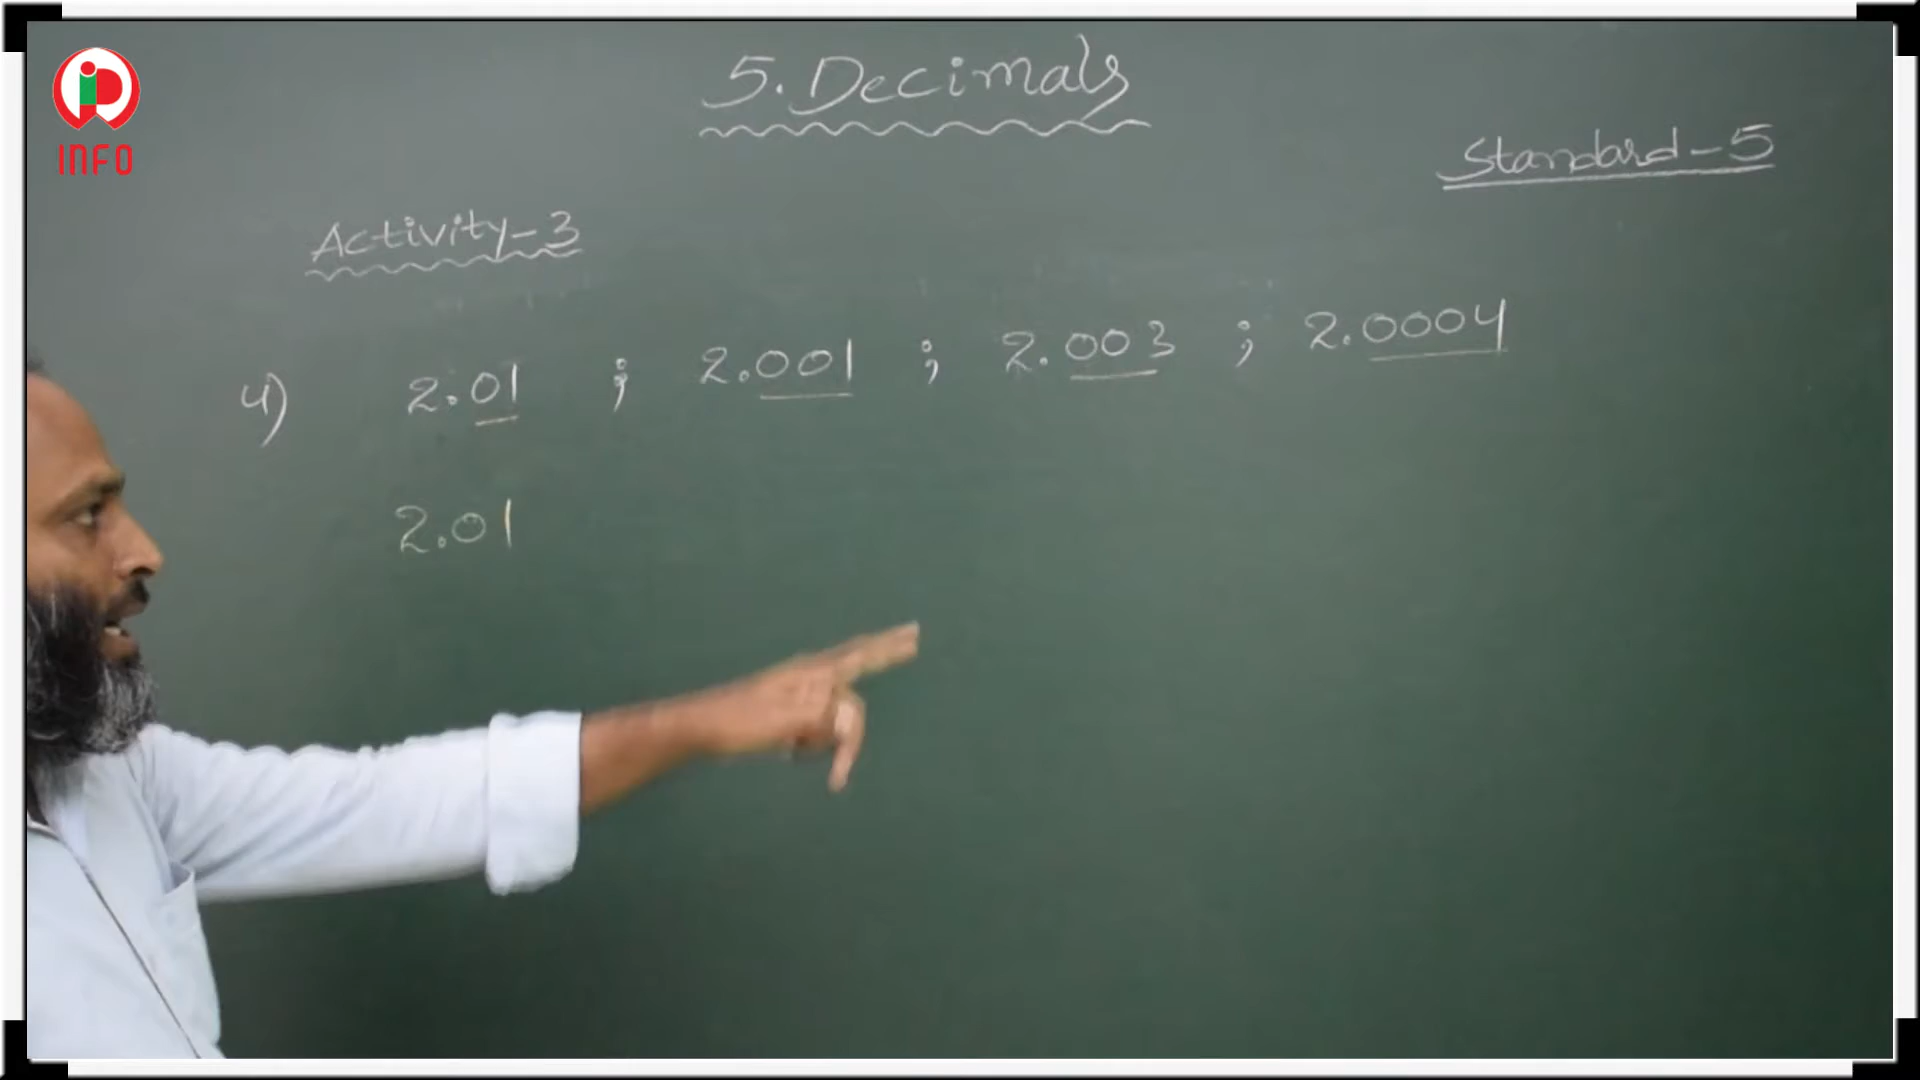 INFO
5. Decimals
Standard-5
Activity-3
4) 2.01 ; 2.001 ; 2.003 ; 2.0004
2.01